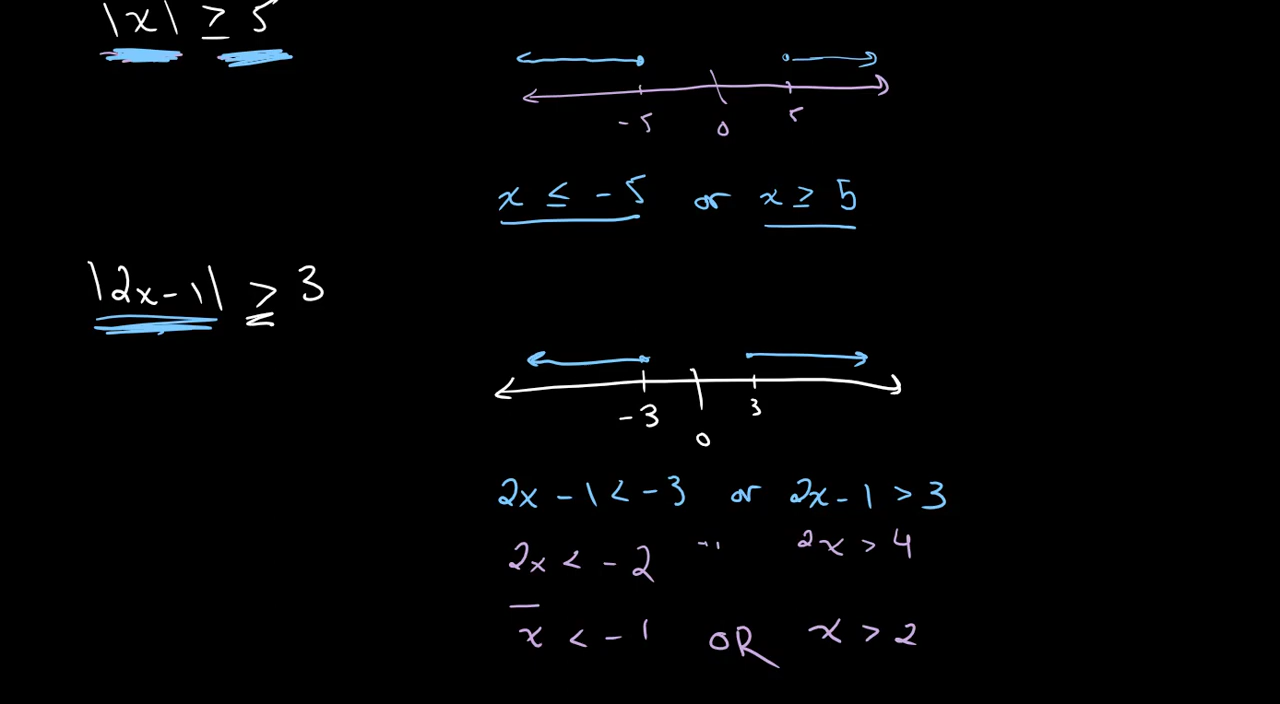 |x| ≥ 5
-5 0 5
x ≤ -5 or x ≥ 5
|2x-1| ≥ 3
-3 0 3
2x-1 < -3 or 2x-1 > 3
2x < -2 ... 2x > 4
x < -1 OR x > 2